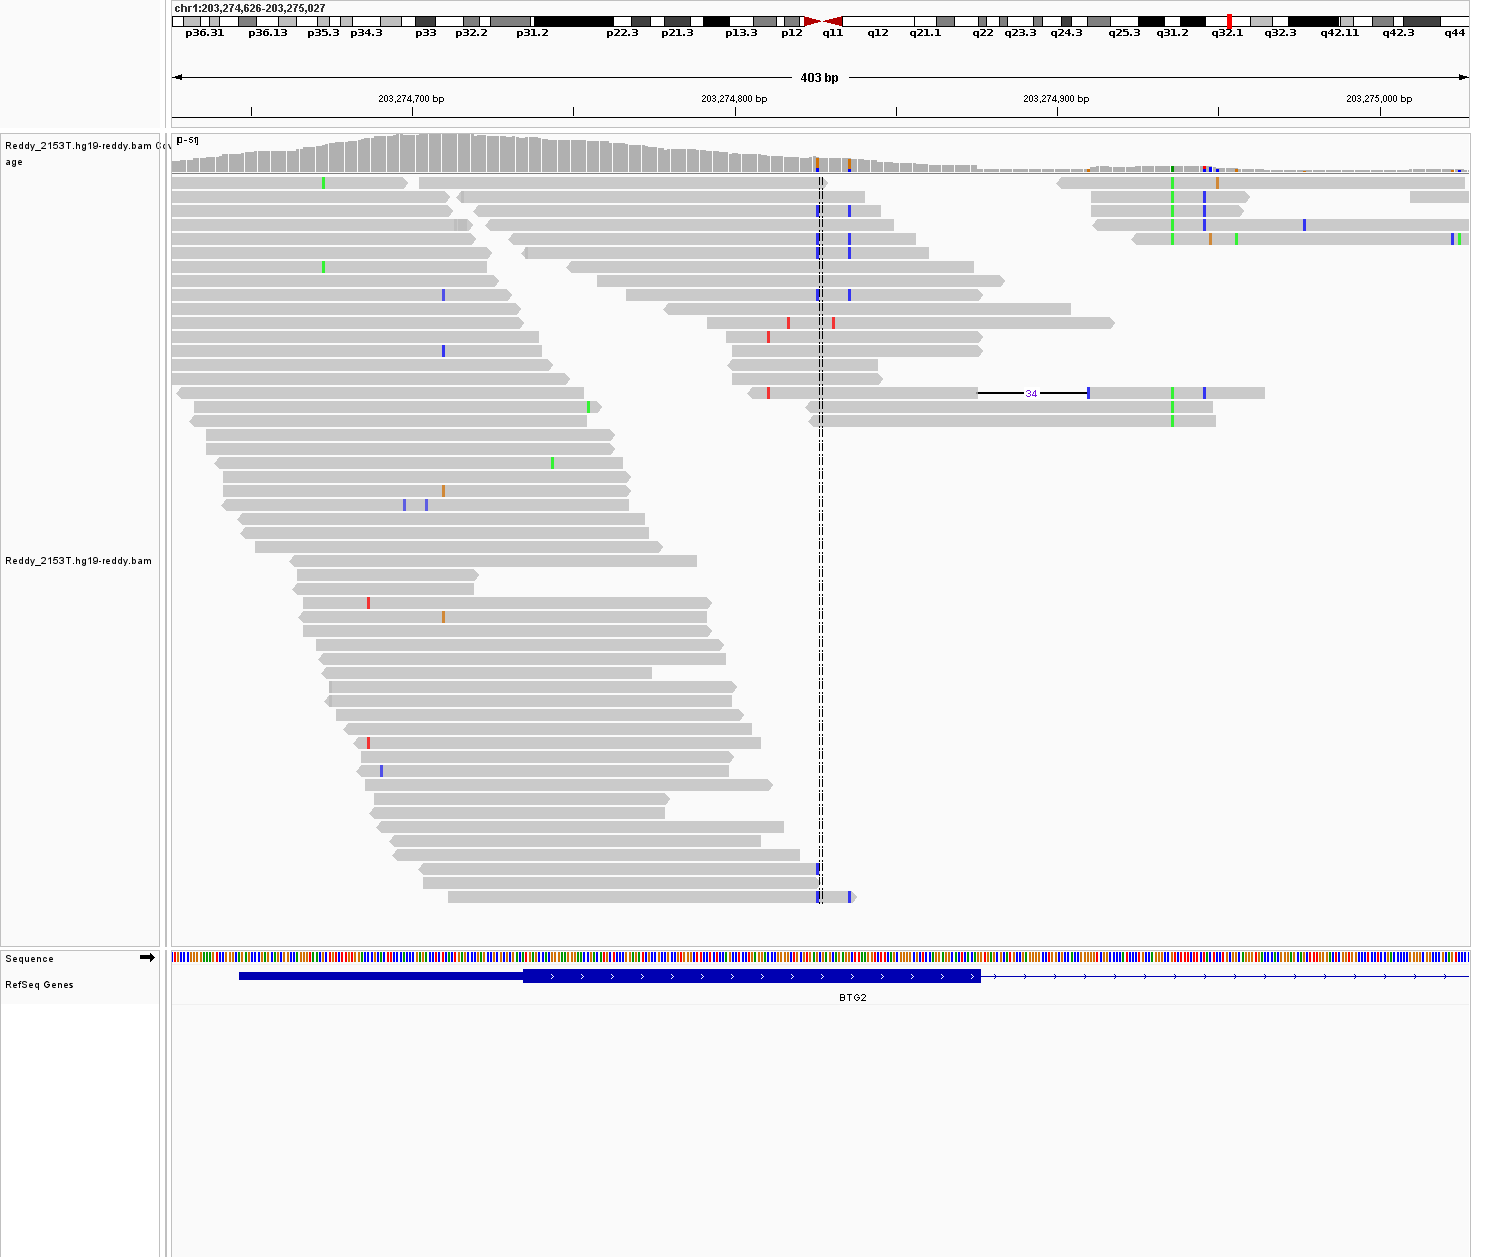 chr1:203,274,626-203,275,027
p36.31 p36.13 p35.3 p34.3 p33 p32.2 p31.2 p22.3 p21.3 p13.3 p12 q11 q12 q21.1 q22 q23.3 q24.3 q25.3 q31.2 q32.1 q32.3 q42.11 q42.3 q44
403 bp
203,274,700 bp 203,274,800 bp 203,274,900 bp 203,275,000 bp
Reddy_2153T.hg19-reddy.bam Cov
age
[0-51]
34
Reddy_2153T.hg19-reddy.bam
Sequence
RefSeq Genes
BTG2